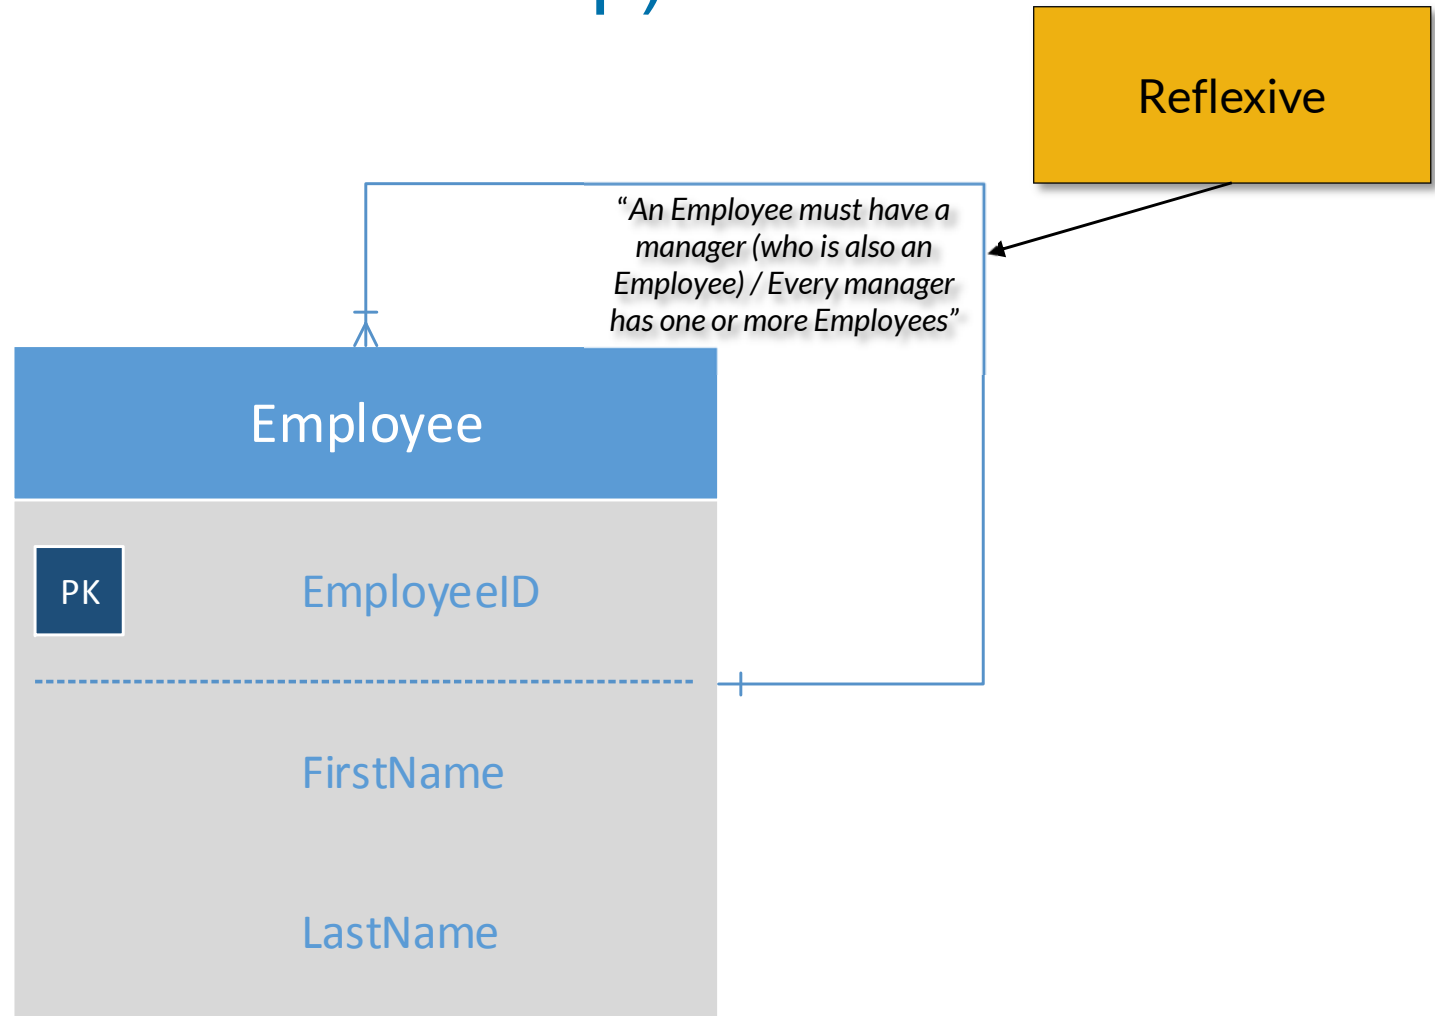 Reflexive
“An Employee must have a
manager (who is also an
Employee) / Every manager
has one or more Employees”
Employee
PK
EmployeeID
FirstName
LastName